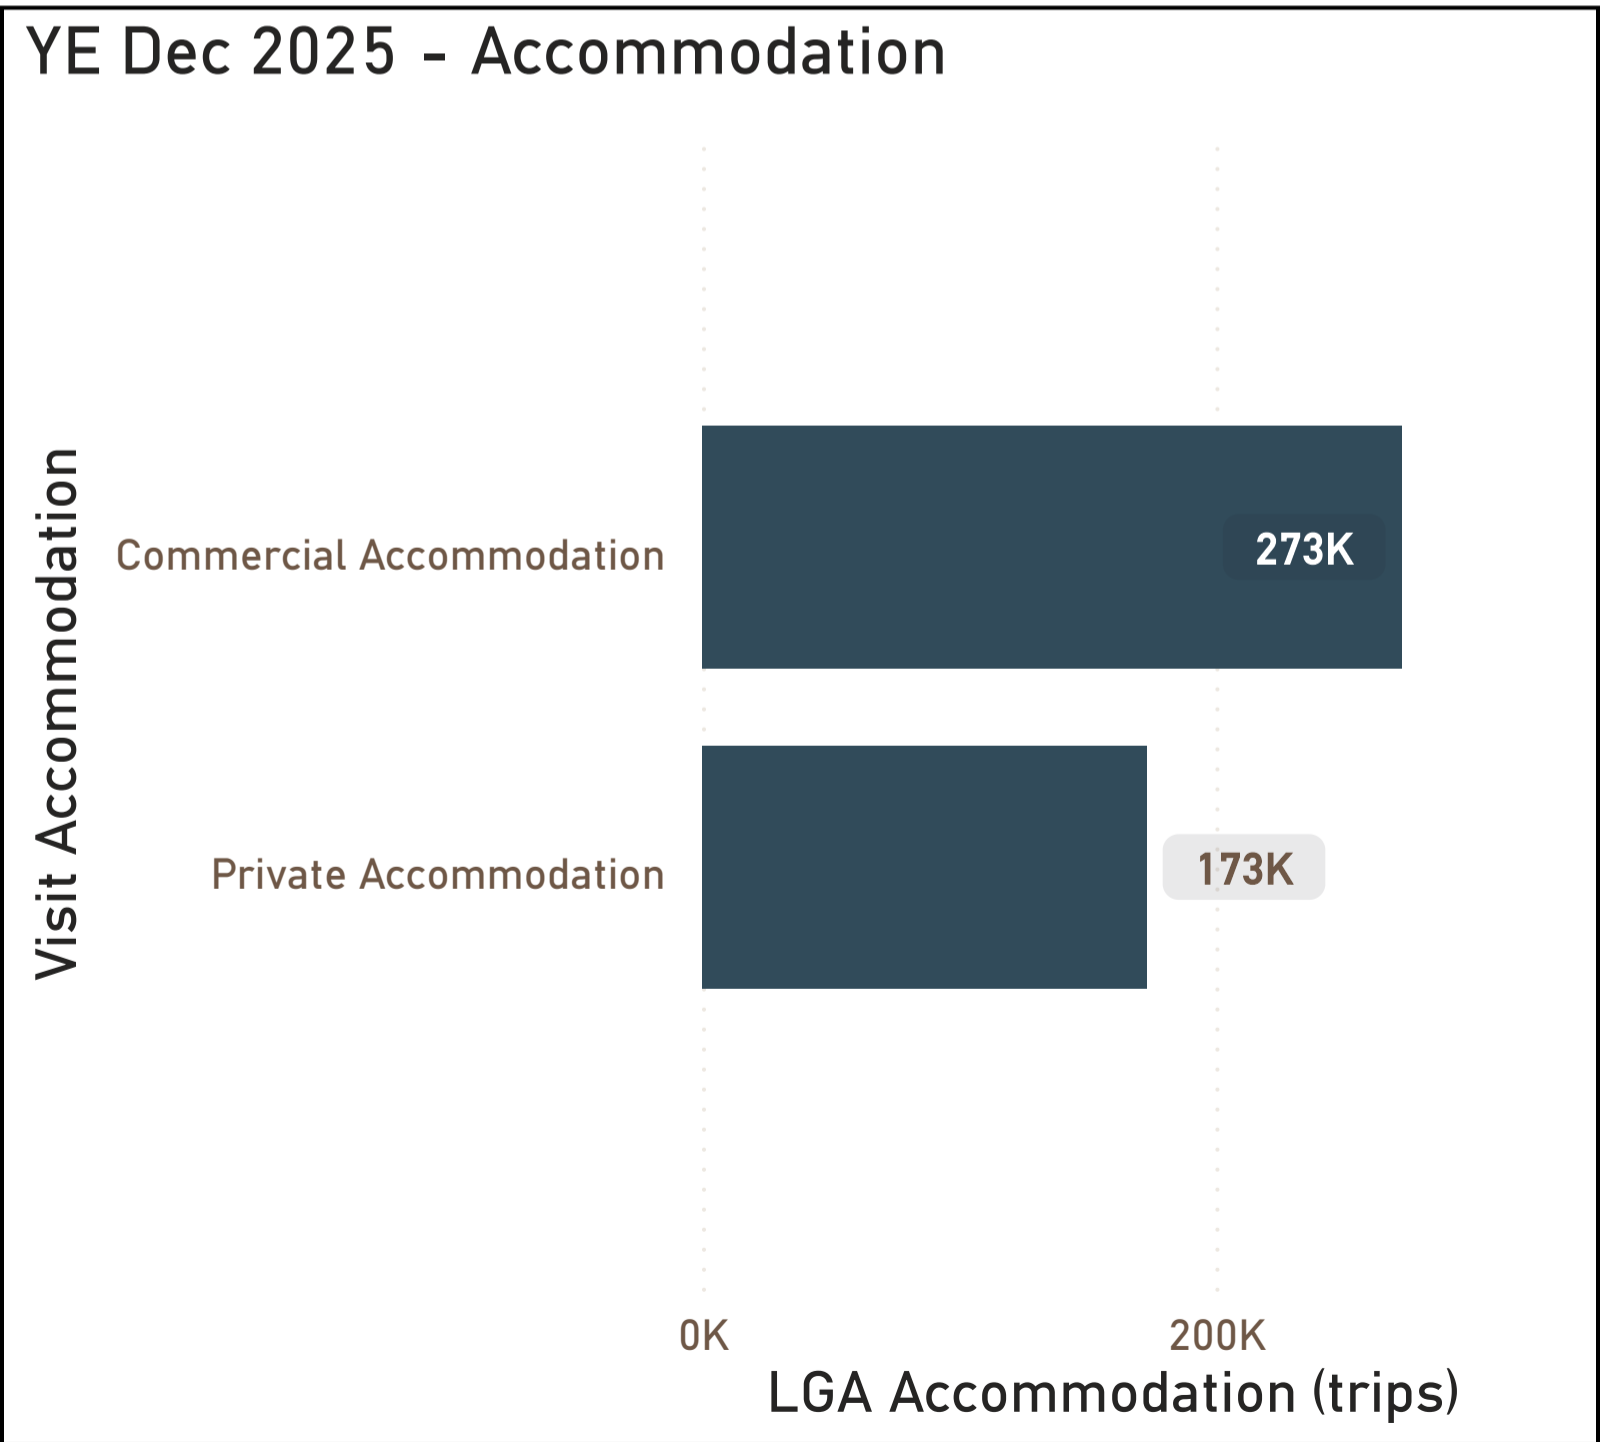 YE Dec 2025 - Accommodation
Visit Accommodation
Commercial Accommodation
273K
Private Accommodation
173K
0K
200K
LGA Accommodation (trips)